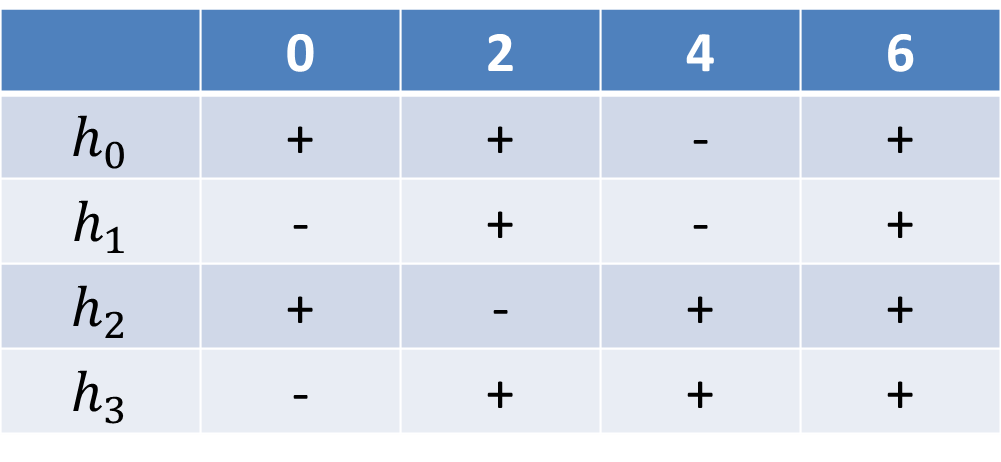 0 2 4 6
h₀ + + - +
h₁ - + - +
h₂ + - + +
h₃ - + + +